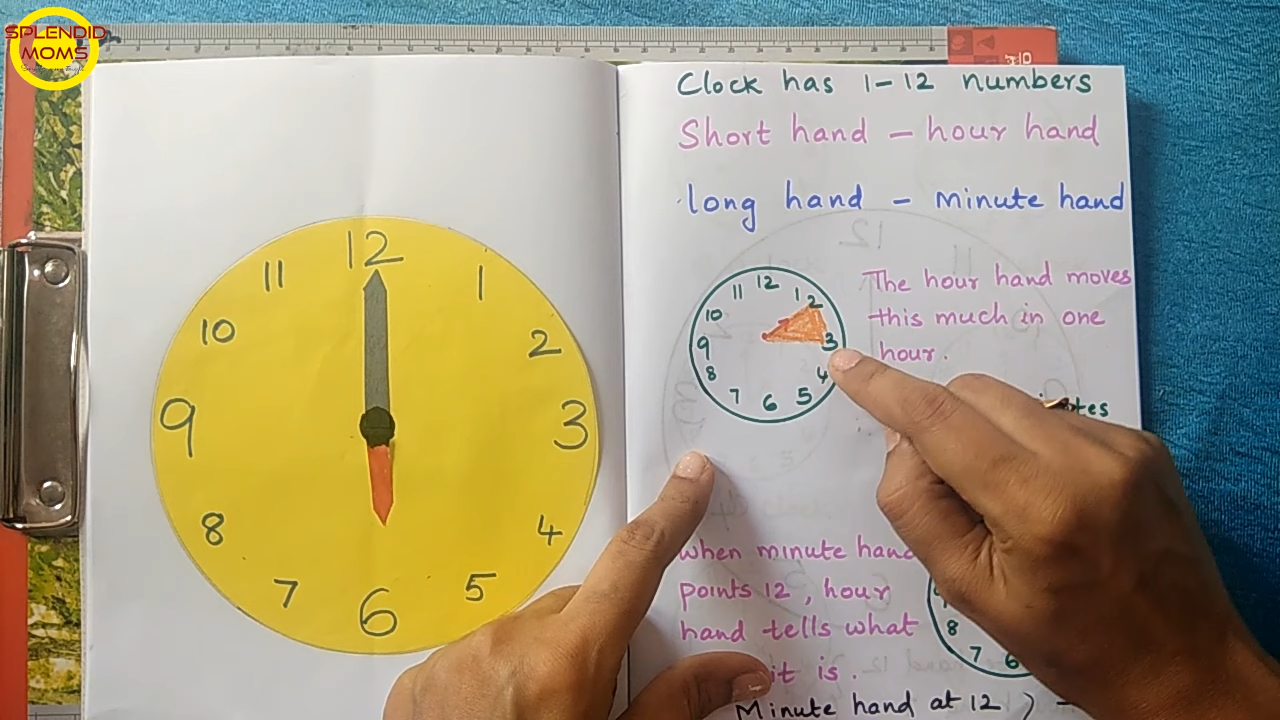 SPLENDID
MOMS
12
11
1
10
2
9
3
8
4
7
5
6
Clock has 1-12 numbers
Short hand - hour hand
long hand - minute hand
12
11
1
2
10
9
3
8
4
7
5
6
The hour hand moves
this much in one
hour.
when minute hand
points 12, hour
hand tells what
it is.
8
7
6
Minute hand at 12